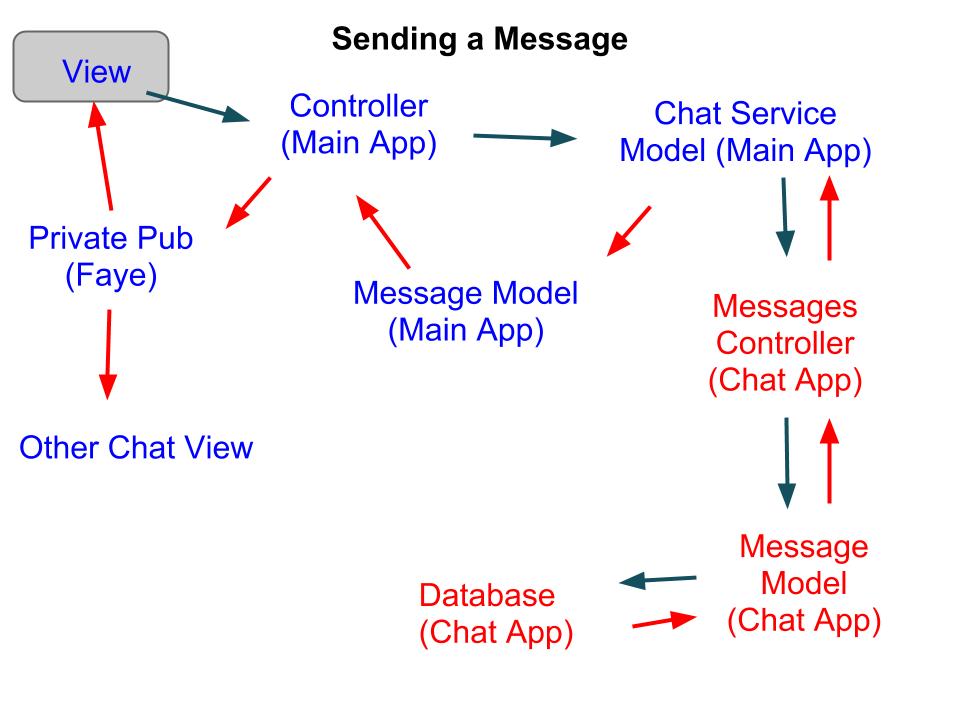 Sending a Message
View
Controller
(Main App)
Chat Service
Model (Main App)
Private Pub
(Faye)
Message Model
(Main App)
Messages
Controller
(Chat App)
Other Chat View
Message
Model
(Chat App)
Database
(Chat App)